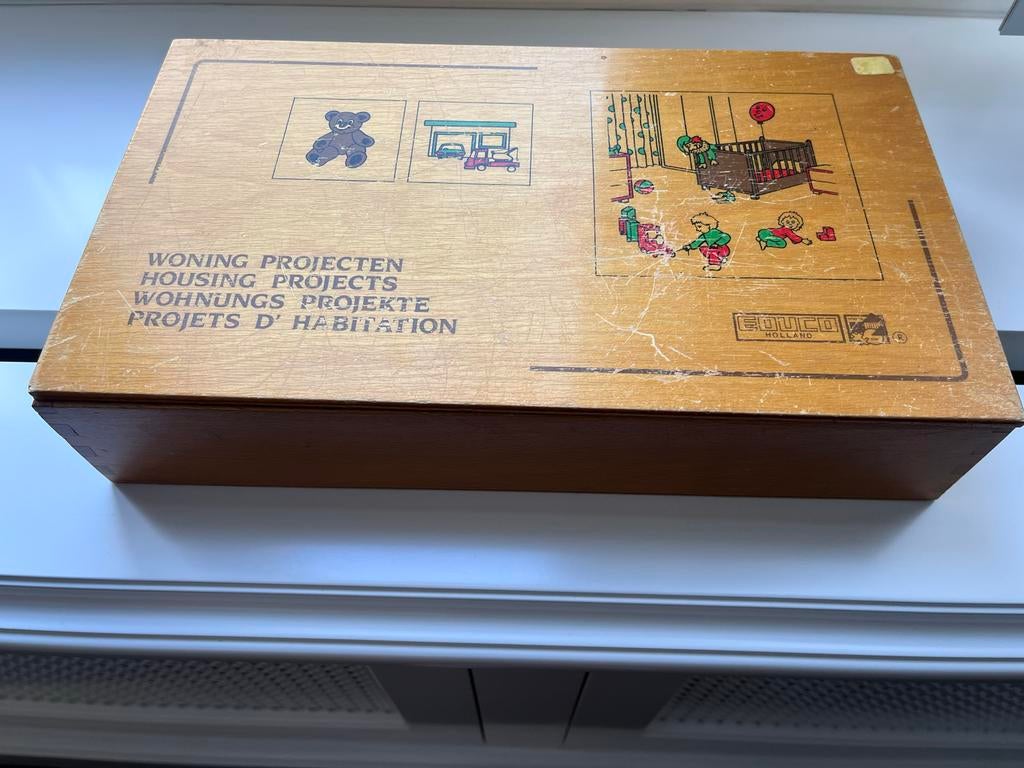 WONING PROJECTEN
HOUSING PROJECTS
WOHNUNGS PROJEKTE
PROJETS D' HABITATION
EDUCO
HOLLAND
®